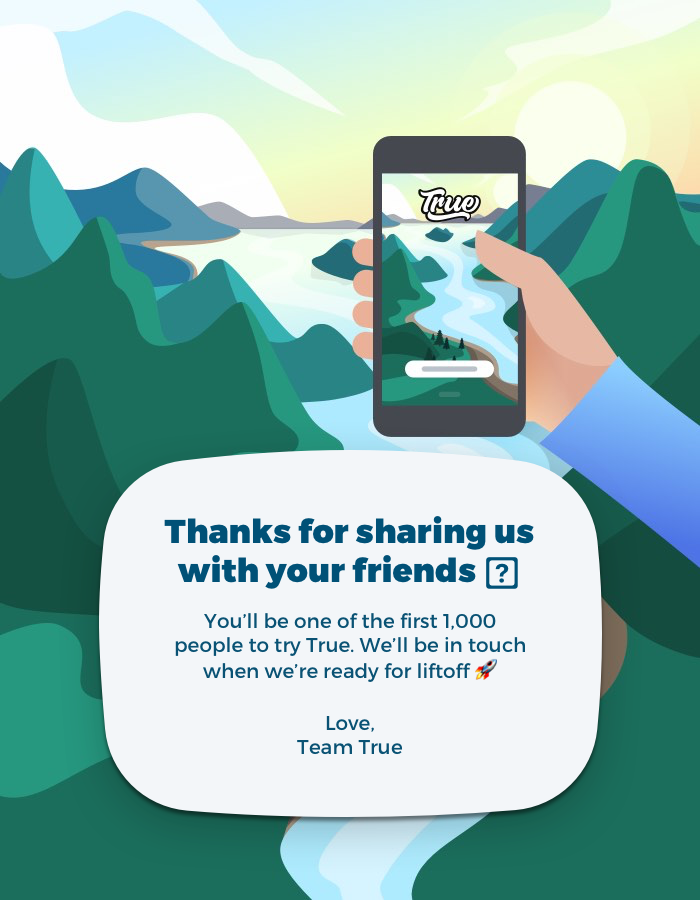 True
Thanks for sharing us
with your friends
You’ll be one of the first 1,000
people to try True. We’ll be in touch
when we’re ready for liftoff 🚀
Love,
Team True